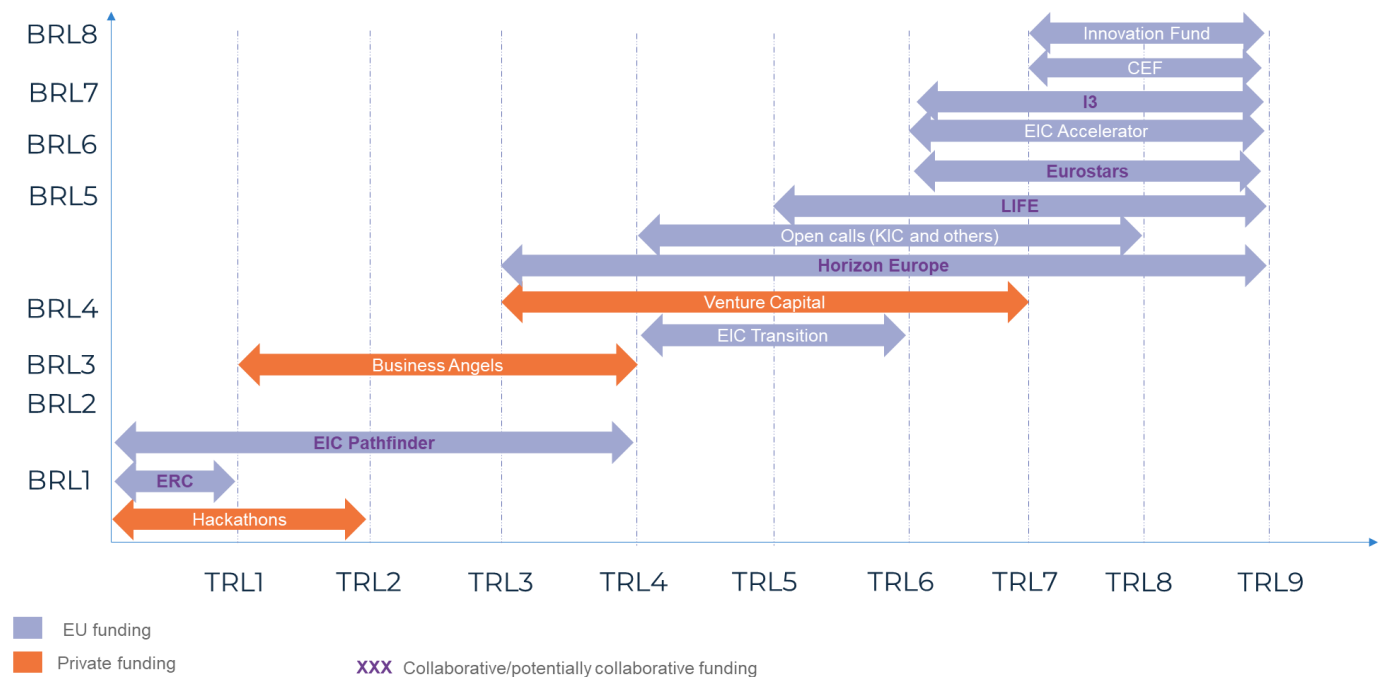 BRL8
Innovation Fund
CEF
BRL7
I3
EIC Accelerator
BRL6
Eurostars
BRL5
LIFE
Open calls (KIC and others)
Horizon Europe
BRL4
Venture Capital
EIC Transition
BRL3
Business Angels
BRL2
EIC Pathfinder
BRL1
ERC
Hackathons
TRL1 TRL2 TRL3 TRL4 TRL5 TRL6 TRL7 TRL8 TRL9
EU funding
Private funding
XXX Collaborative/potentially collaborative funding